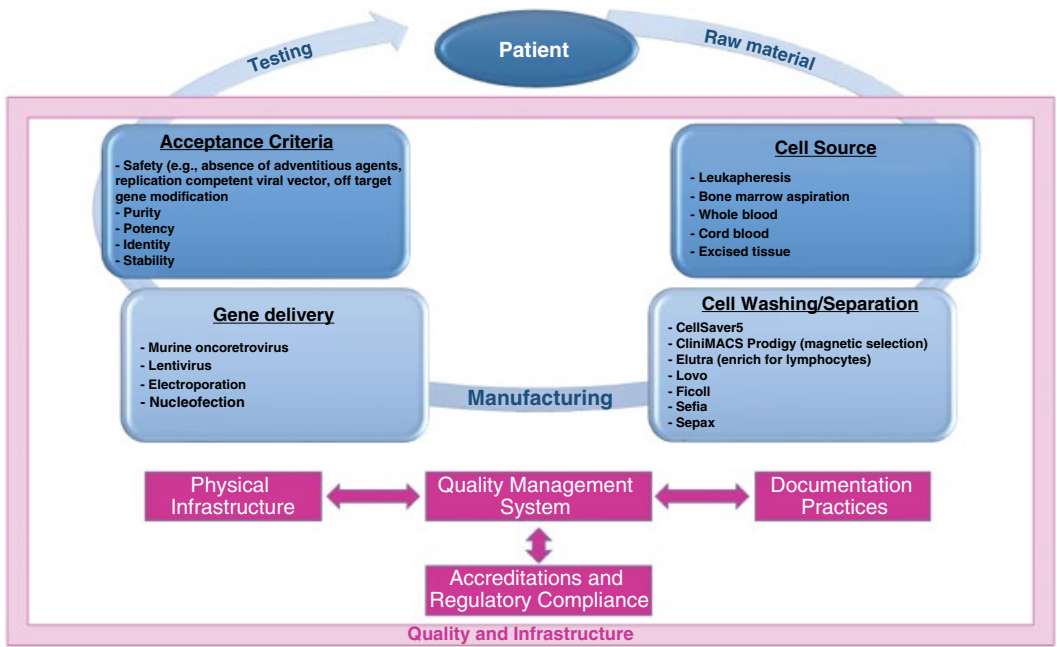 Patient
Raw material
Testing
Acceptance Criteria
- Safety (e.g., absence of adventitious agents,
replication competent viral vector, off target
gene modification
- Purity
- Potency
- Identity
- Stability
Cell Source
- Leukapheresis
- Bone marrow aspiration
- Whole blood
- Cord blood
- Excised tissue
Gene delivery
- Murine oncoretrovirus
- Lentivirus
- Electroporation
- Nucleofection
Manufacturing
Cell Washing/Separation
- CellSaver5
- CliniMACS Prodigy (magnetic selection)
- Elutra (enrich for lymphocytes)
- Lovo
- Ficoll
- Sefia
- Sepax
Physical
Infrastructure
Quality Management
System
Documentation
Practices
Accreditations and
Regulatory Compliance
Quality and Infrastructure